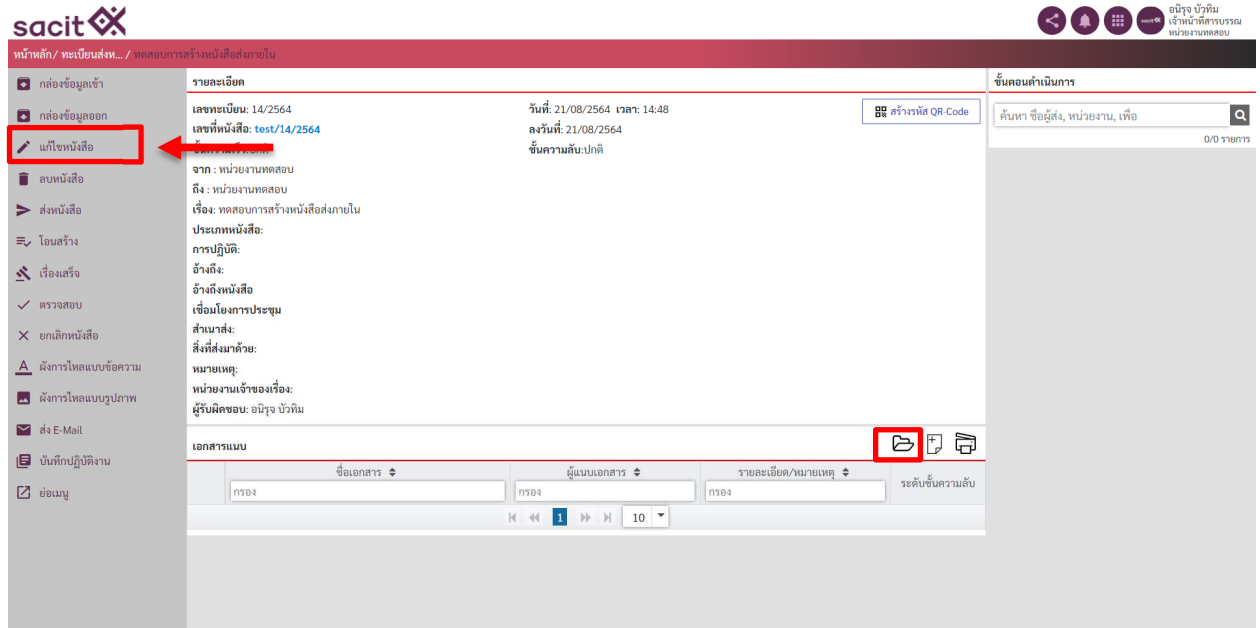 sacit
อนิรุจ บัวทิม
เจ้าหน้าที่สารบรรณ
หน่วยงานทดสอบ
หน้าหลัก / ทะเบียนส่งห... / ทดสอบการสร้างหนังสือส่งภายใน
กล่องข้อมูลเข้า
กล่องข้อมูลออก
แก้ไขหนังสือ
ลบหนังสือ
ส่งหนังสือ
โอนสร้าง
เรื่องเสร็จ
ตรวจสอบ
ยกเลิกหนังสือ
ผังการไหลแบบข้อความ
ผังการไหลแบบรูปภาพ
ส่ง E-Mail
บันทึกปฏิบัติงาน
ย่อเมนู
รายละเอียด
เลขทะเบียน: 14/2564 วันที่: 21/08/2564 เวลา: 14:48
สร้างรหัส QR-Code
เลขที่หนังสือ: test/14/2564 ลงวันที่: 21/08/2564
ชั้นความลับ:ปกติ
จาก : หน่วยงานทดสอบ
ถึง : หน่วยงานทดสอบ
เรื่อง: ทดสอบการสร้างหนังสือส่งภายใน
ประเภทหนังสือ:
การปฏิบัติ:
อ้างถึง:
อ้างถึงหนังสือ
เชื่อมโยงการประชุม
สำเนาส่ง:
สิ่งที่ส่งมาด้วย:
หมายเหตุ:
หน่วยงานเจ้าของเรื่อง:
ผู้รับผิดชอบ: อนิรุจ บัวทิม
เอกสารแนบ
ชื่อเอกสาร ผู้แนบเอกสาร รายละเอียด/หมายเหตุ ระดับชั้นความลับ
กรอง กรอง กรอง
1 10
ขั้นตอนดำเนินการ
ค้นหา ชื่อผู้ส่ง, หน่วยงาน, เพื่อ
0/0 รายการ